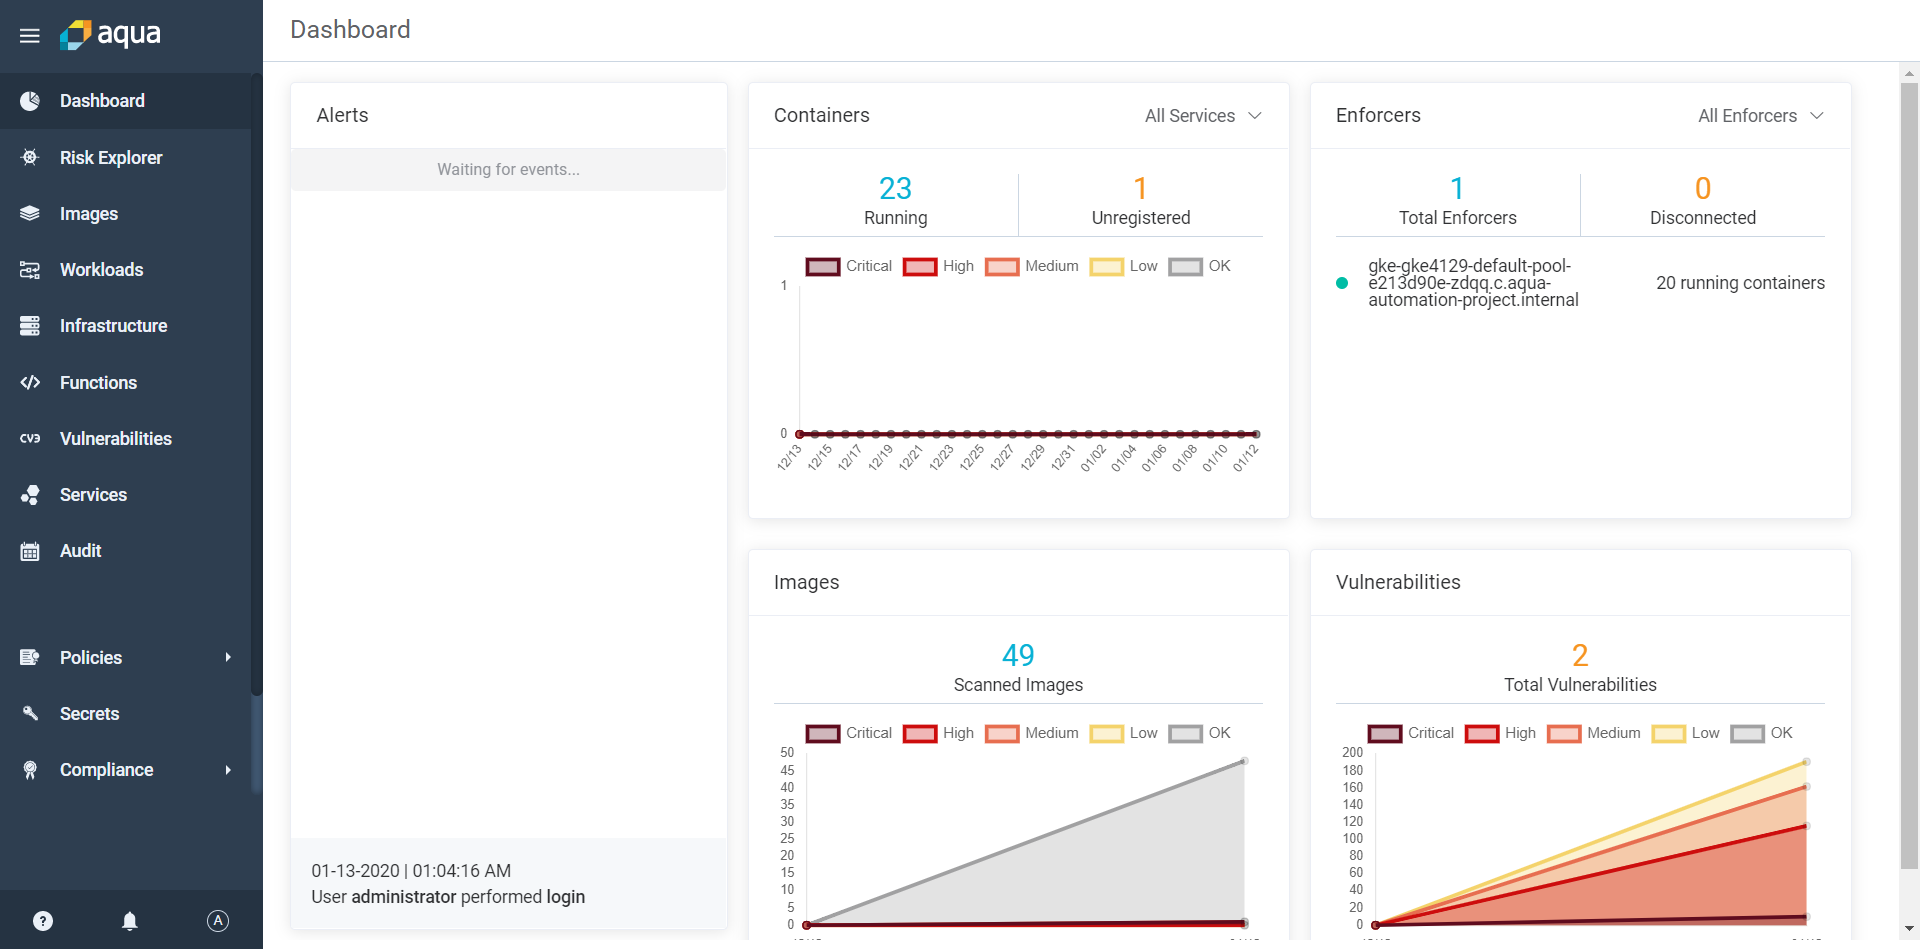 aqua
Dashboard
Risk Explorer
Images
Workloads
Infrastructure
Functions
CV3
Vulnerabilities
Services
Audit
Policies
Secrets
Compliance
?
A
Dashboard
Alerts
Waiting for events...
01-13-2020 | 01:04:16 AM
User administrator performed login
Containers
All Services
23
Running
1
Unregistered
Critical High Medium Low OK
1
0
12/13 12/15 12/17 12/19 12/21 12/23 12/25 12/27 12/29 12/31 01/02 01/04 01/06 01/08 01/10 01/12
Enforcers
All Enforcers
1
Total Enforcers
0
Disconnected
gke-gke4129-default-pool-
e213d90e-zdqq.c.aqua-
automation-project.internal
20 running containers
Images
49
Scanned Images
Critical High Medium Low OK
50
45
40
35
30
25
20
15
10
5
0
Vulnerabilities
2
Total Vulnerabilities
Critical High Medium Low OK
200
180
160
140
120
100
80
60
40
20
0